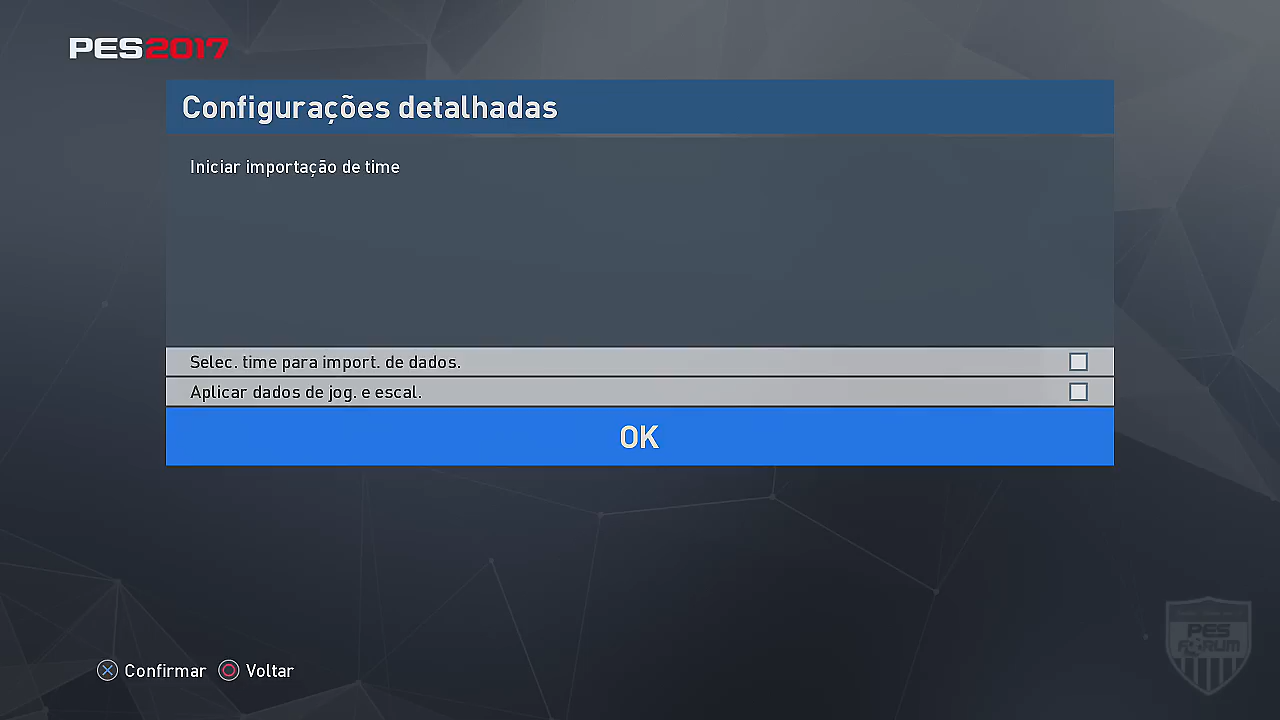 PES2017
Configurações detalhadas
Iniciar importação de time
Selec. time para import. de dados.
Aplicar dados de jog. e escal.
OK
Confirmar Voltar
PES
FORUM